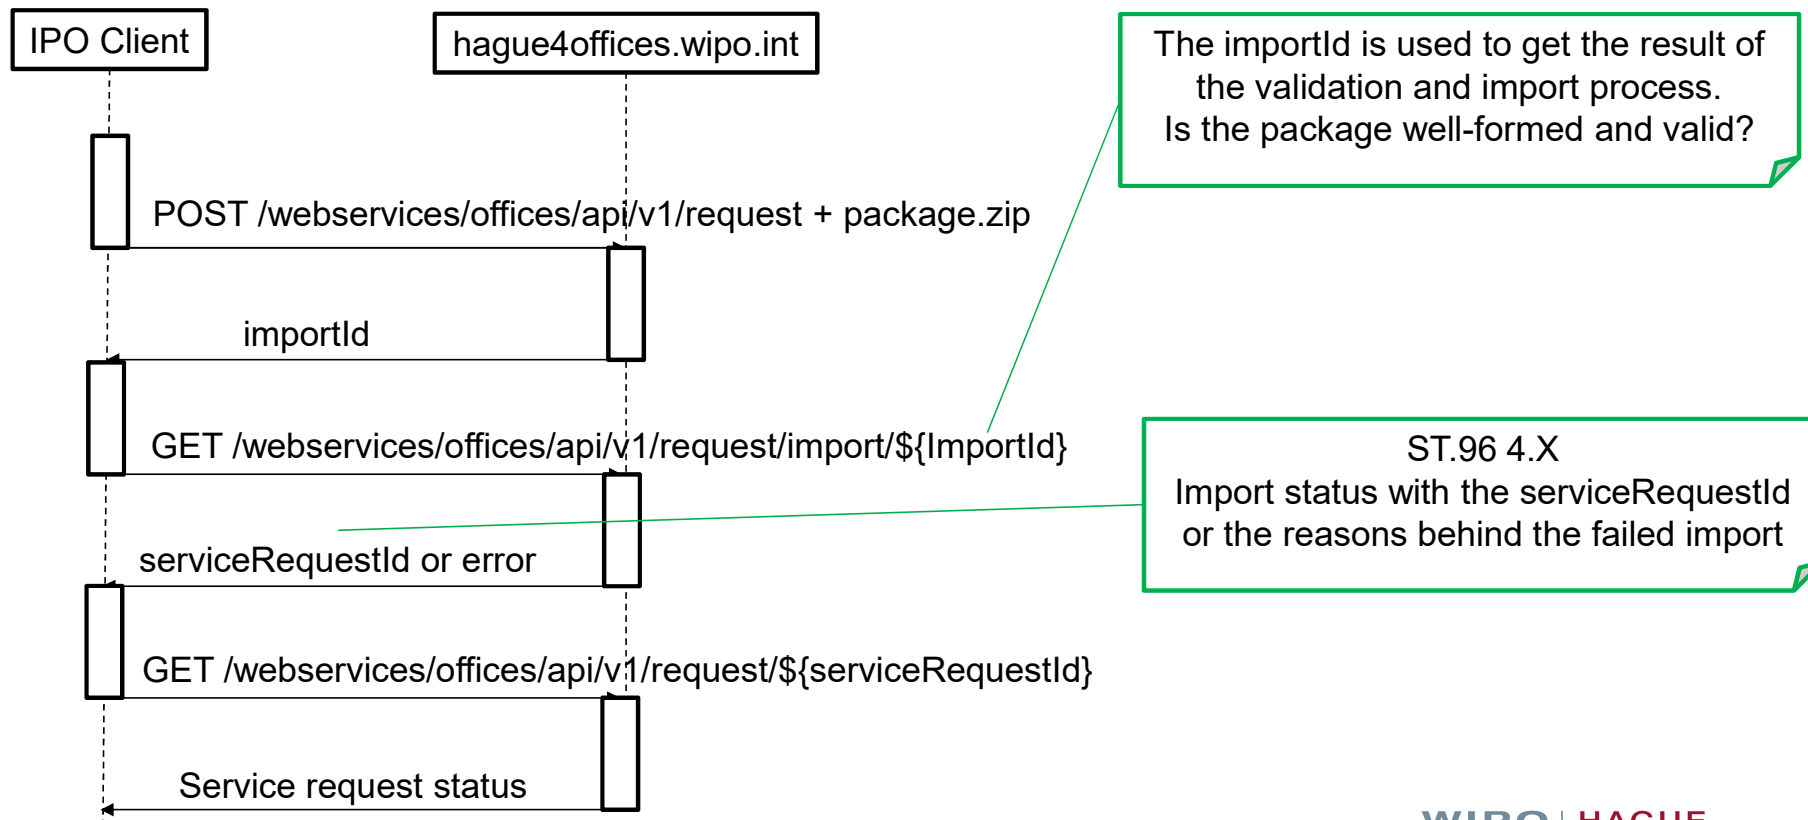 IPO Client
hague4offices.wipo.int
The importId is used to get the result of
the validation and import process.
Is the package well-formed and valid?
POST /webservices/offices/api/v1/request + package.zip
importId
GET /webservices/offices/api/v1/request/import/${ImportId}
ST.96 4.X
Import status with the serviceRequestId
or the reasons behind the failed import
serviceRequestId or error
GET /webservices/offices/api/v1/request/${serviceRequestId}
Service request status
WIPO | HAGUE